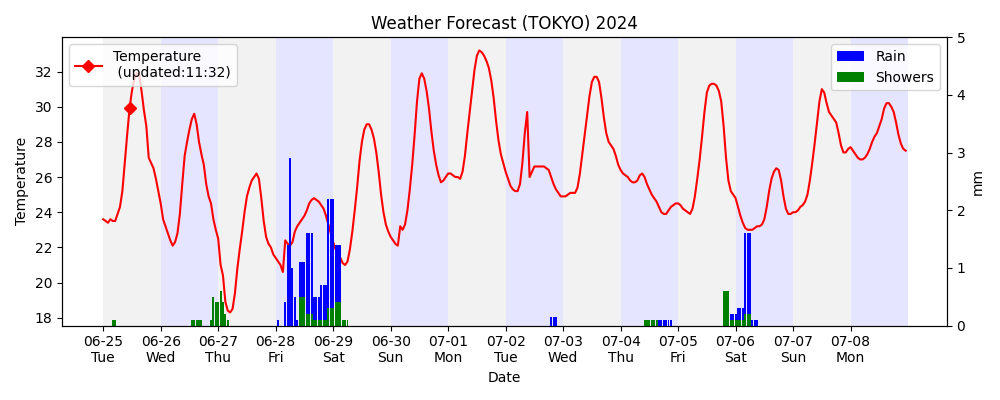 Weather Forecast (TOKYO) 2024
Temperature
(updated:11:32)
Rain
Showers
Temperature
32
30
28
26
24
22
20
18
5
4
3
2
1
0
mm
06-25 06-26 06-27 06-28 06-29 06-30 07-01 07-02 07-03 07-04 07-05 07-06 07-07 07-08
Tue Wed Thu Fri Sat Sun Mon Tue Wed Thu Fri Sat Sun Mon
Date